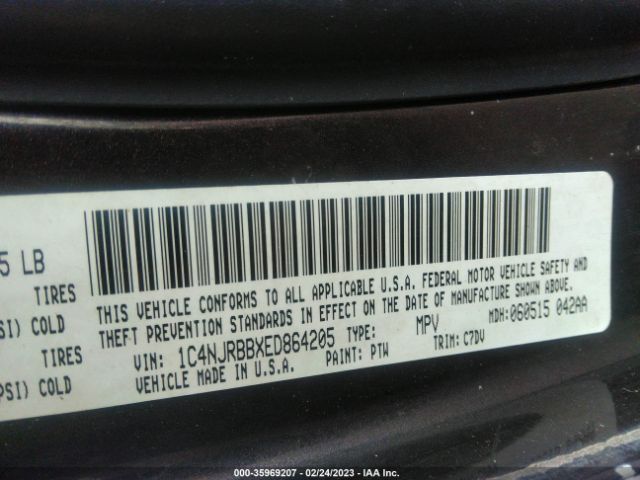 5 LB
TIRES
SI) COLD
TIRES
PSI) COLD
THIS VEHICLE CONFORMS TO ALL APPLICABLE U.S.A. FEDERAL MOTOR VEHICLE SAFETY AND
THEFT PREVENTION STANDARDS IN EFFECT ON THE DATE OF MANUFACTURE SHOWN ABOVE.
VIN: 1C4NJRBBXED864205 TYPE: MPV MDH:060515 042AA
VEHICLE MADE IN U.S.A. PAINT: PTW TRIM: C7DV
000-35969207 - 02/24/2023 - IAA Inc.